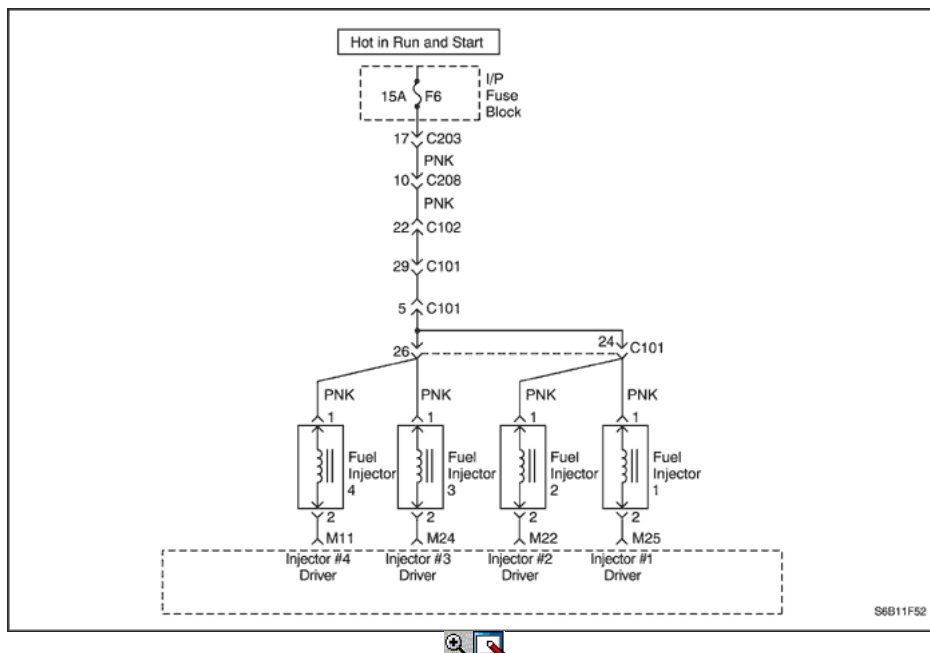 Hot in Run and Start
15A F6
I/P
Fuse
Block
17 C203
PNK
10 C208
PNK
22 C102
29 C101
5 C101
26 24 C101
PNK PNK PNK PNK
1 1 1 1
Fuel Injector 4
Fuel Injector 3
Fuel Injector 2
Fuel Injector 1
2 2 2 2
M11 M24 M22 M25
Injector #4 Driver
Injector #3 Driver
Injector #2 Driver
Injector #1 Driver
S6B11F52